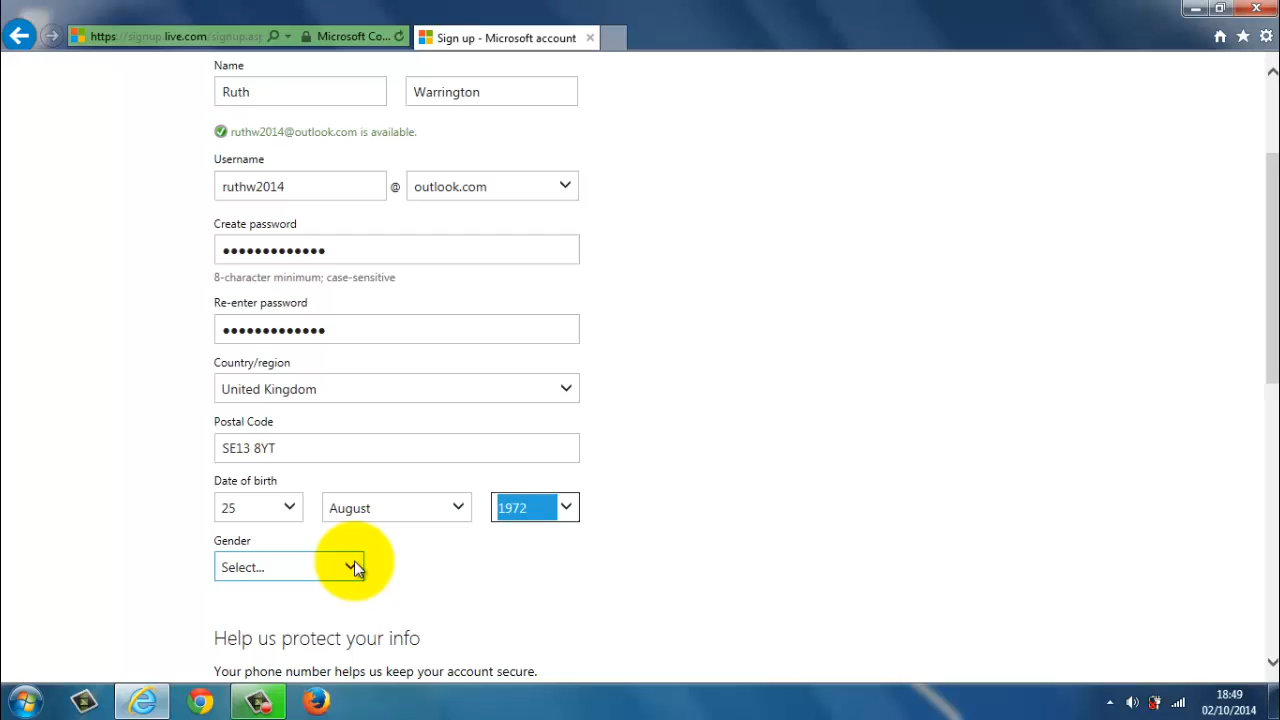 https://signup.live.com/signup.as
Microsoft Co...
Sign up - Microsoft account
Name
Ruth
Warrington
ruthw2014@outlook.com is available.
Username
ruthw2014
@
outlook.com
Create password
●●●●●●●●●●●●●
8-character minimum; case-sensitive
Re-enter password
●●●●●●●●●●●●●
Country/region
United Kingdom
Postal Code
SE13 8YT
Date of birth
25
August
1972
Gender
Select...
Help us protect your info
Your phone number helps us keep your account secure.
18:49
02/10/2014